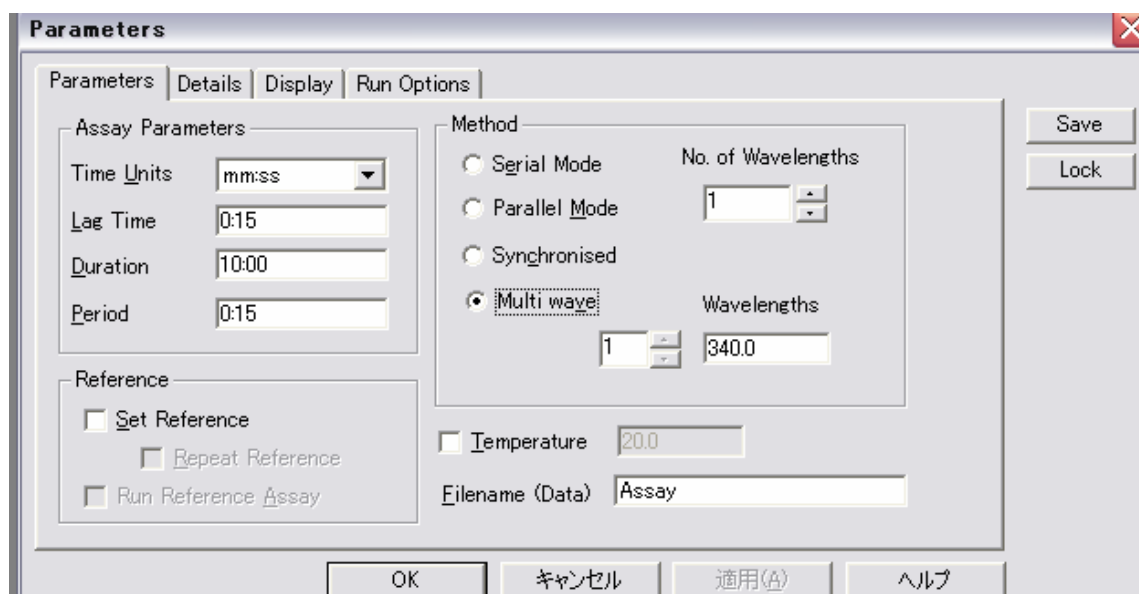 Parameters
Parameters Details Display Run Options
Assay Parameters
Time Units mm:ss
Lag Time 0:15
Duration 10:00
Period 0:15
Reference
Set Reference
Repeat Reference
Run Reference Assay
Method
Serial Mode
Parallel Mode
Synchronised
Multi wave
No. of Wavelengths
1
Wavelengths
1 340.0
Temperature 20.0
Filename (Data) Assay
Save
Lock
OK キャンセル 適用(A) ヘルプ